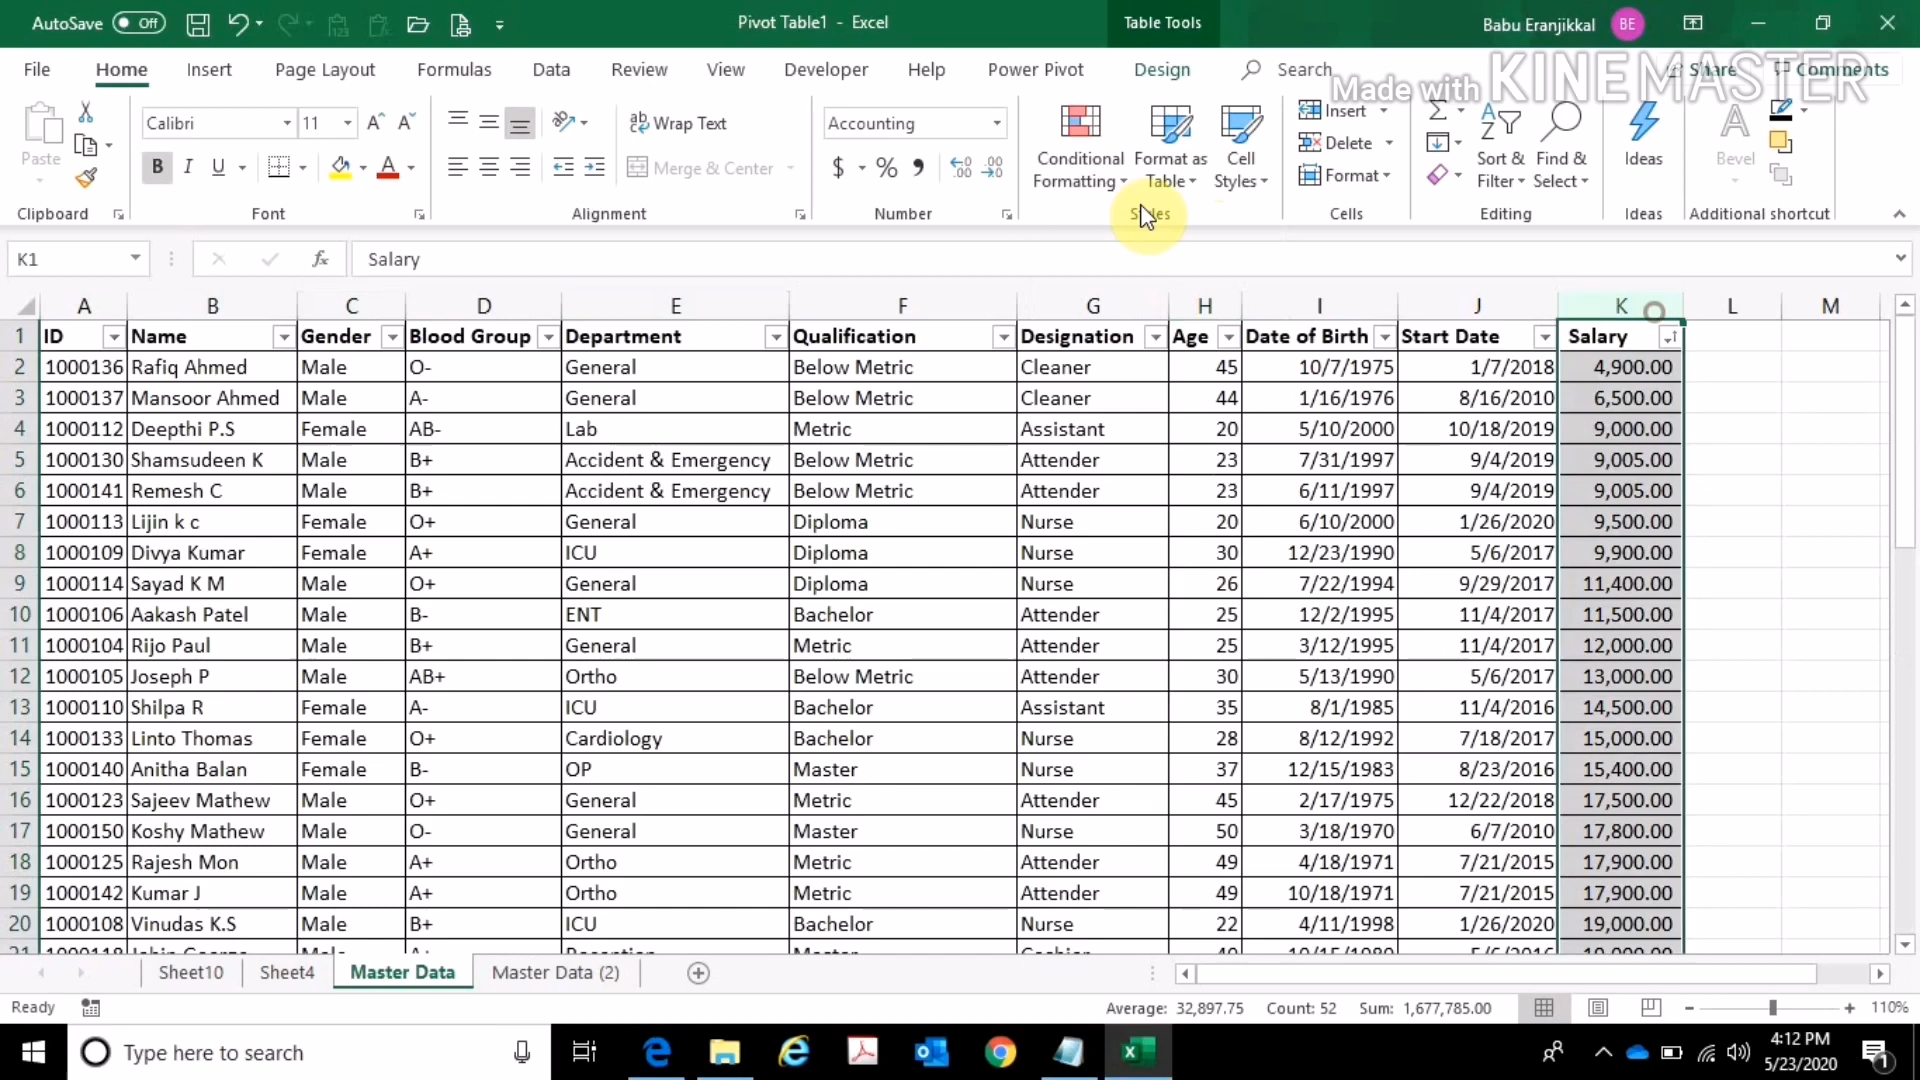 AutoSave Off Pivot Table1 - Excel Table Tools Babu Eranjikkal BE
File Home Insert Page Layout Formulas Data Review View Developer Help Power Pivot Design Search Share Comments
Made with KINEMASTER
Paste Calibri 11 Wrap Text Accounting Conditional Formatting Format as Table Cell Styles Insert Sort & Filter Find & Select Ideas Bevel
B I U Merge & Center $ % Delete
Format
Clipboard Font Alignment Number Styles Cells Editing Ideas Additional shortcut
K1 fx Salary
A B C D E F G H I J K L M
1 ID Name Gender Blood Group Department Qualification Designation Age Date of Birth Start Date Salary
2 1000136 Rafiq Ahmed Male O- General Below Metric Cleaner 45 10/7/1975 1/7/2018 4,900.00
3 1000137 Mansoor Ahmed Male A- General Below Metric Cleaner 44 1/16/1976 8/16/2010 6,500.00
4 1000112 Deepthi P.S Female AB- Lab Metric Assistant 20 5/10/2000 10/18/2019 9,000.00
5 1000130 Shamsudeen K Male B+ Accident & Emergency Below Metric Attender 23 7/31/1997 9/4/2019 9,005.00
6 1000141 Remesh C Male B+ Accident & Emergency Below Metric Attender 23 6/11/1997 9/4/2019 9,005.00
7 1000113 Lijin k c Female O+ General Diploma Nurse 20 6/10/2000 1/26/2020 9,500.00
8 1000109 Divya Kumar Female A+ ICU Diploma Nurse 30 12/23/1990 5/6/2017 9,900.00
9 1000114 Sayad K M Male O+ General Diploma Nurse 26 7/22/1994 9/29/2017 11,400.00
10 1000106 Aakash Patel Male B- ENT Bachelor Attender 25 12/2/1995 11/4/2017 11,500.00
11 1000104 Rijo Paul Male B+ General Metric Attender 25 3/12/1995 11/4/2017 12,000.00
12 1000105 Joseph P Male AB+ Ortho Below Metric Attender 30 5/13/1990 5/6/2017 13,000.00
13 1000110 Shilpa R Female A- ICU Bachelor Assistant 35 8/1/1985 11/4/2016 14,500.00
14 1000133 Linto Thomas Female O+ Cardiology Bachelor Nurse 28 8/12/1992 7/18/2017 15,000.00
15 1000140 Anitha Balan Female B- OP Master Nurse 37 12/15/1983 8/23/2016 15,400.00
16 1000123 Sajeev Mathew Male O+ General Metric Attender 45 2/17/1975 12/22/2018 17,500.00
17 1000150 Koshy Mathew Male O- General Master Nurse 50 3/18/1970 6/7/2010 17,800.00
18 1000125 Rajesh Mon Male A+ Ortho Metric Attender 49 4/18/1971 7/21/2015 17,900.00
19 1000142 Kumar J Male A+ Ortho Metric Attender 49 10/18/1971 7/21/2015 17,900.00
20 1000108 Vinudas K.S Male B+ ICU Bachelor Nurse 22 4/11/1998 1/26/2020 19,000.00
Sheet10 Sheet4 Master Data Master Data (2)
Ready Average: 32,897.75 Count: 52 Sum: 1,677,785.00 110%
Type here to search 4:12 PM
5/23/2020 1